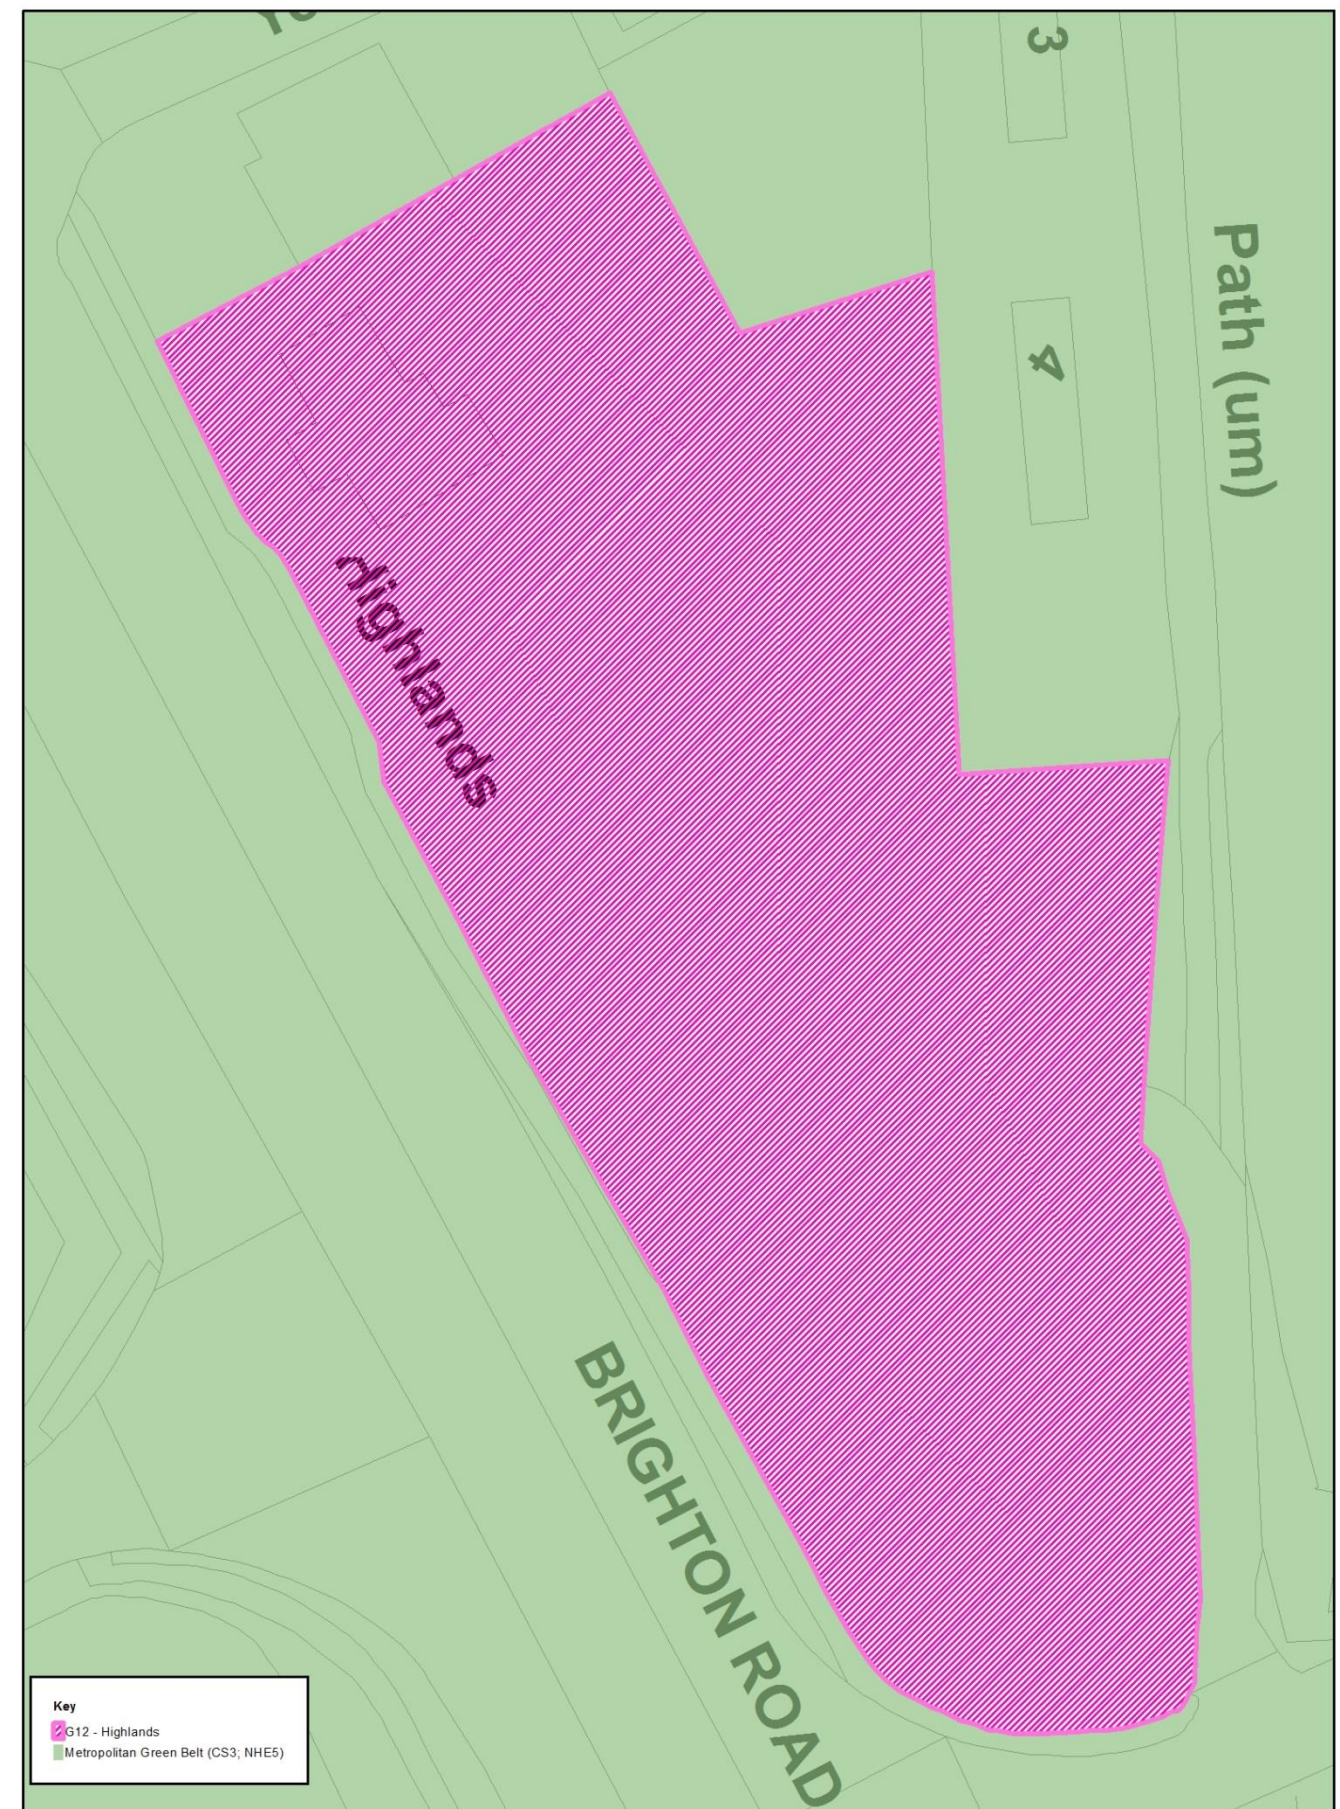 3
Path (um)
4
Highlands
BRIGHTON ROAD
Key
G12 - Highlands
Metropolitan Green Belt (CS3; NHE5)